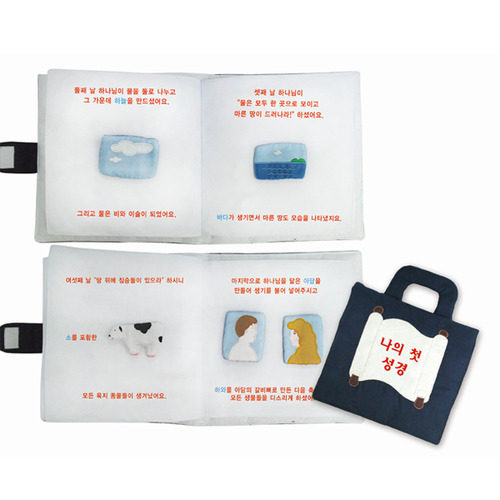 둘째 날 하나님이 물을 둘로 나누고
그 가운데 하늘을 만드셨어요.
그리고 물은 비와 이슬이 되었어요.
셋째 날 하나님이
"물은 모두 한 곳으로 모이고
마른 땅이 드러나라!" 하셨어요.
바다가 생기면서 마른 땅도 모습을 나타냈지요.
여섯째 날 "땅 위에 짐승들이 있으라" 하시니
소를 포함한
모든 육지 동물들이 생겨났어요.
마지막으로 하나님을 닮은 아담을
만들어 생기를 불어 넣어주시고
하와를 아담의 갈비뼈로 만든 다음
모든 생물들을 다스리게 하셨어
나의 첫
성경